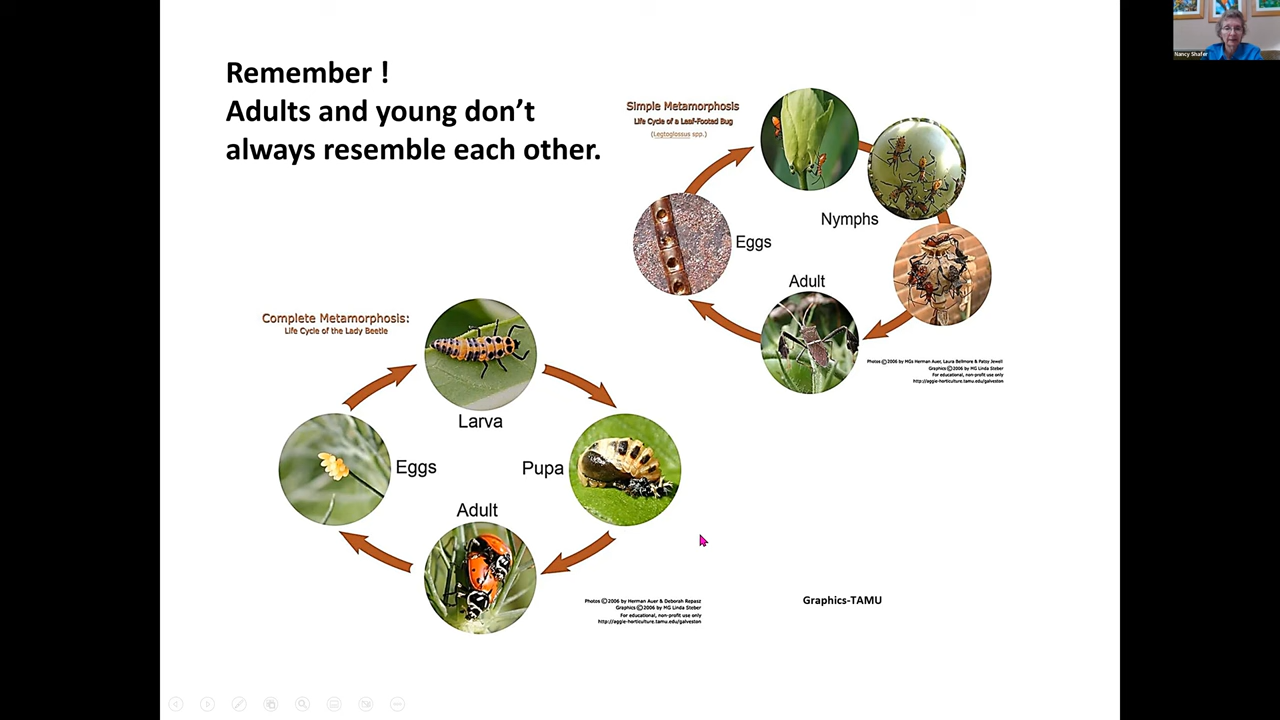 Remember !
Adults and young don't
always resemble each other.
Simple Metamorphosis
Life Cycle of a Leaf-Footed Bug
(Leptoglossus spp.)
Nymphs
Eggs
Adult
Photos ©2006 by MGs Herman Auer, Laura Bellmore & Patsy Jewell
Graphics ©2006 by MG Linda Steber
For educational, non-profit use only
http://aggie-horticulture.tamu.edu/galveston
Complete Metamorphosis:
Life Cycle of the Lady Beetle
Larva
Eggs
Pupa
Adult
Photos ©2006 by Herman Auer & Deborah Repasz
Graphics ©2006 by MG Linda Steber
For educational, non-profit use only
http://aggie-horticulture.tamu.edu/galveston
Graphics-TAMU
Nancy Shafer